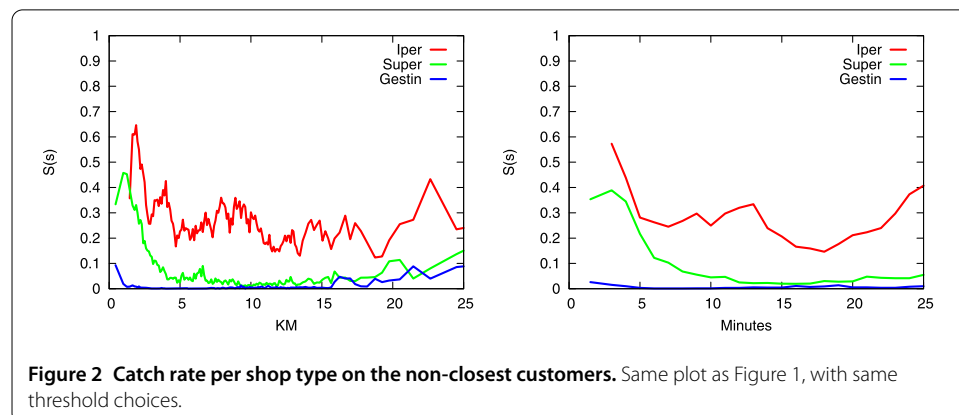 1
0.9
0.8
0.7
0.6
0.5
0.4
0.3
0.2
0.1
0
S(s)
Iper
Super
Gestin
0 5 10 15 20 25
KM
1
0.9
0.8
0.7
0.6
0.5
0.4
0.3
0.2
0.1
0
S(s)
Iper
Super
Gestin
0 5 10 15 20 25
Minutes
Figure 2 Catch rate per shop type on the non-closest customers. Same plot as Figure 1, with same
threshold choices.